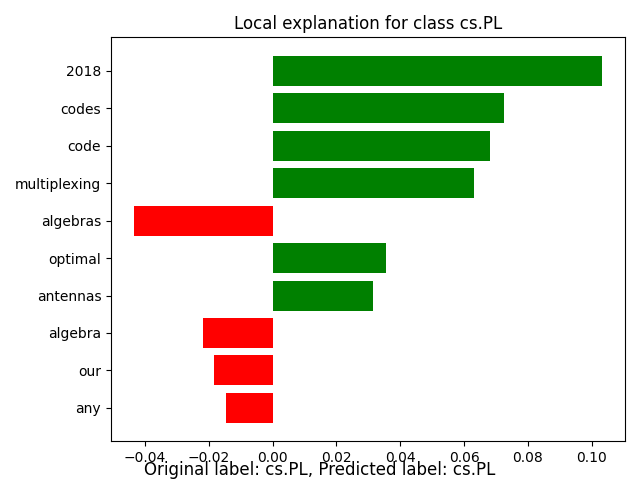 Local explanation for class cs.PL
2018
codes
code
multiplexing
algebras
optimal
antennas
algebra
our
any
−0.04 −0.02 0.00 0.02 0.04 0.06 0.08 0.10
Original label: cs.PL, Predicted label: cs.PL